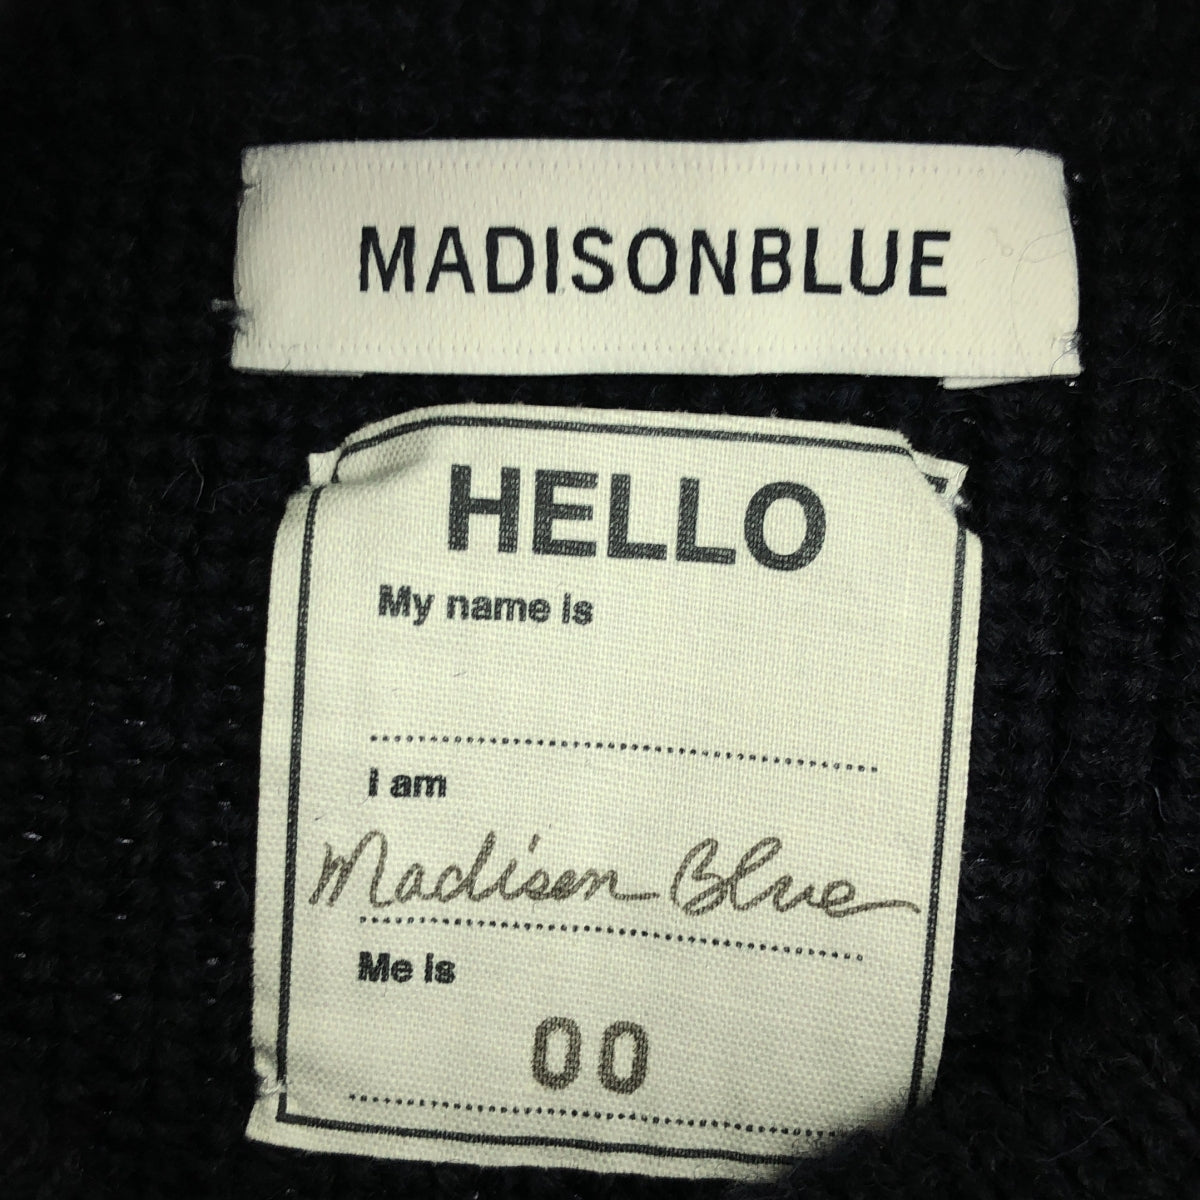 MADISONBLUE
HELLO
My name is
I am
Madison Blue
Me is
00